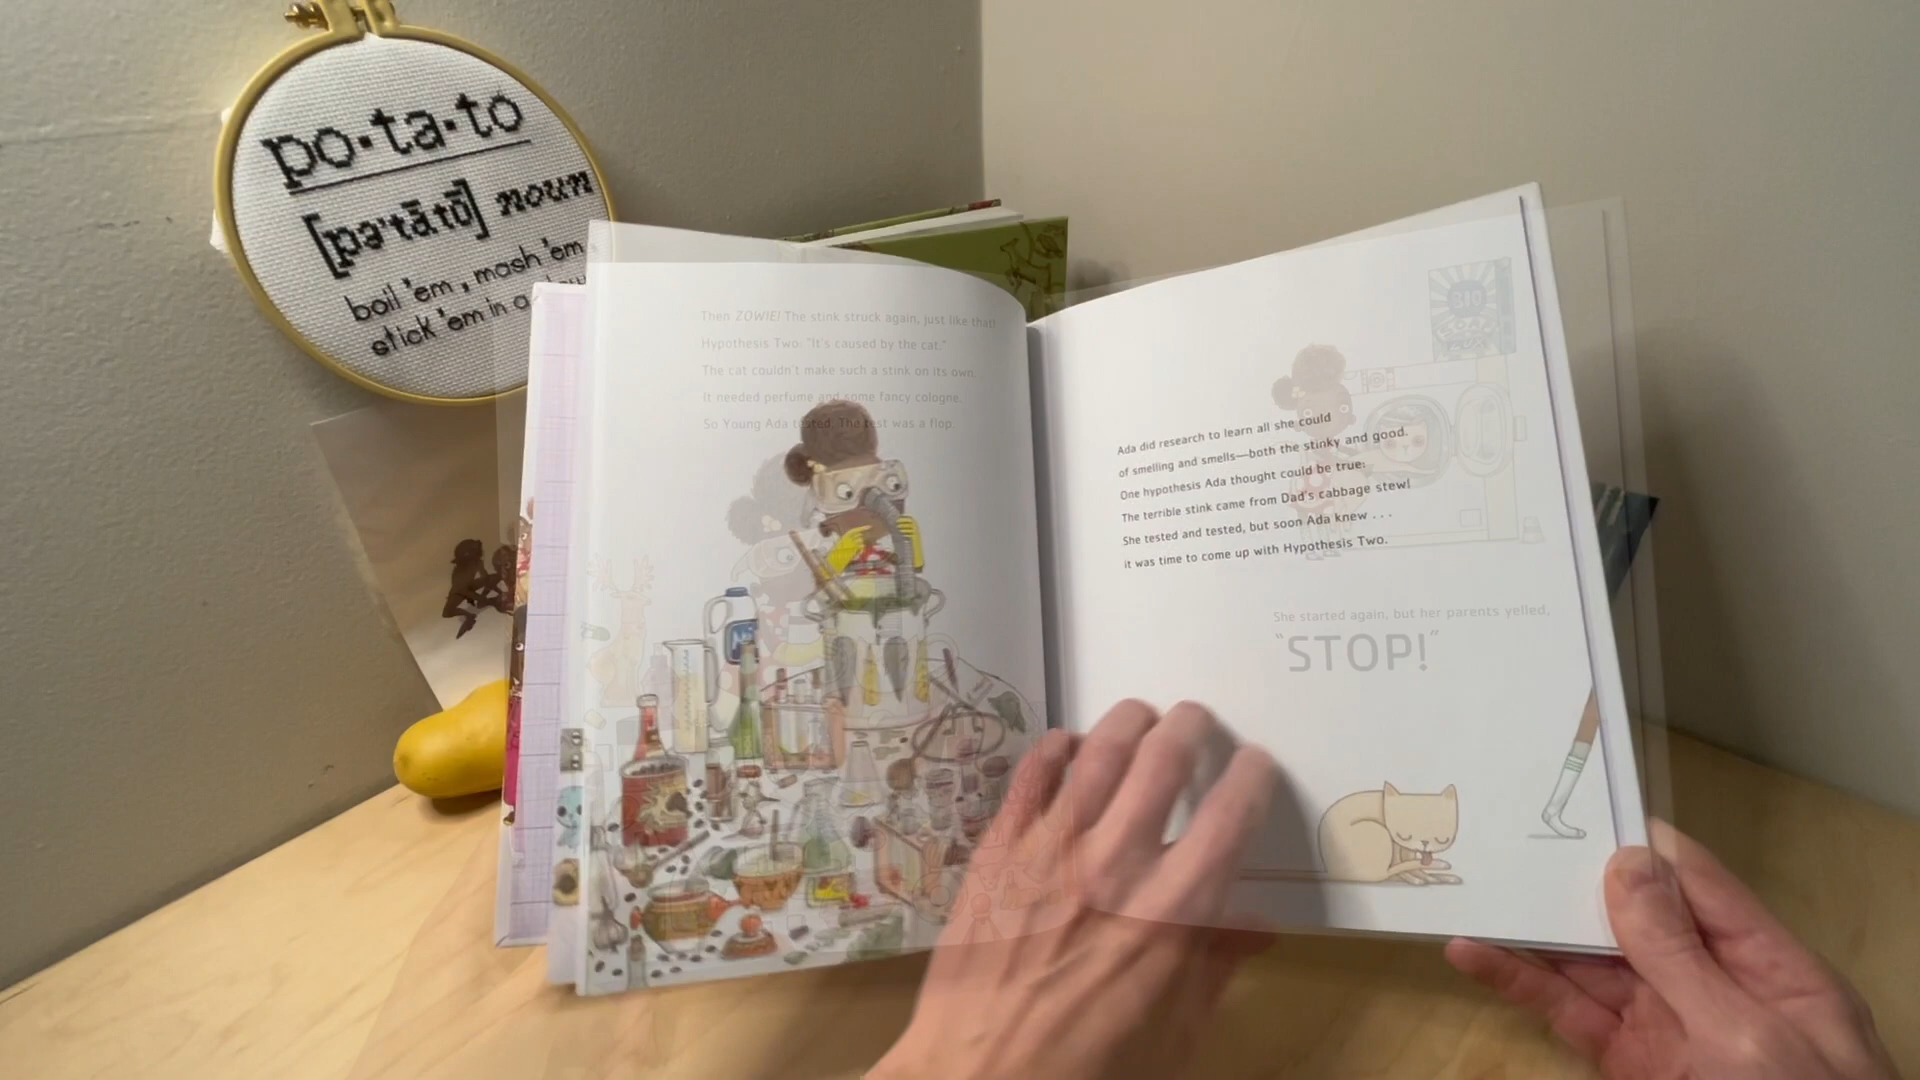 po·ta·to
[pə'tātō] noun
boil 'em, mash 'em
stick 'em in a
Then ZOWIE! The stink struck again, just like that!
Hypothesis Two: "It's caused by the cat."
The cat couldn't make such a stink on its own.
It needed perfume and some fancy cologne.
So Young Ada tested. The test was a flop.
Ada did research to learn all she could
of smelling and smells—both the stinky and good.
One hypothesis Ada thought could be true:
The terrible stink came from Dad's cabbage stew!
She tested and tested, but soon Ada knew . . .
it was time to come up with Hypothesis Two.
She started again, but her parents yelled,
"STOP!"
BIO
SOAP